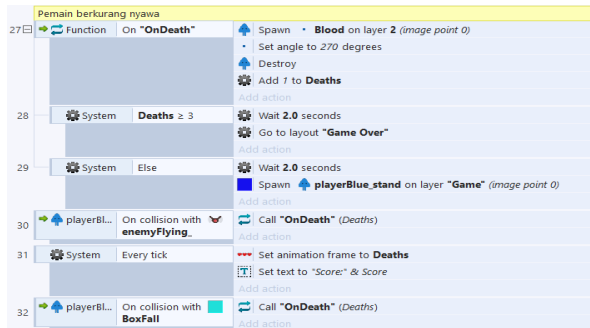 Pemain berkurang nyawa
27 Function On "OnDeath" Spawn Blood on layer 2 (image point 0)
Set angle to 270 degrees
Destroy
Add 1 to Deaths
Add action
28 System Deaths ≥ 3 Wait 2.0 seconds
Go to layout "Game Over"
Add action
29 System Else Wait 2.0 seconds
Spawn playerBlue_stand on layer "Game" (image point 0)
Add action
30 playerBl... On collision with Call "OnDeath" (Deaths)
enemyFlying_ Add action
31 System Every tick Set animation frame to Deaths
Set text to "Score:" & Score
Add action
32 playerBl... On collision with Call "OnDeath" (Deaths)
BoxFall Add action